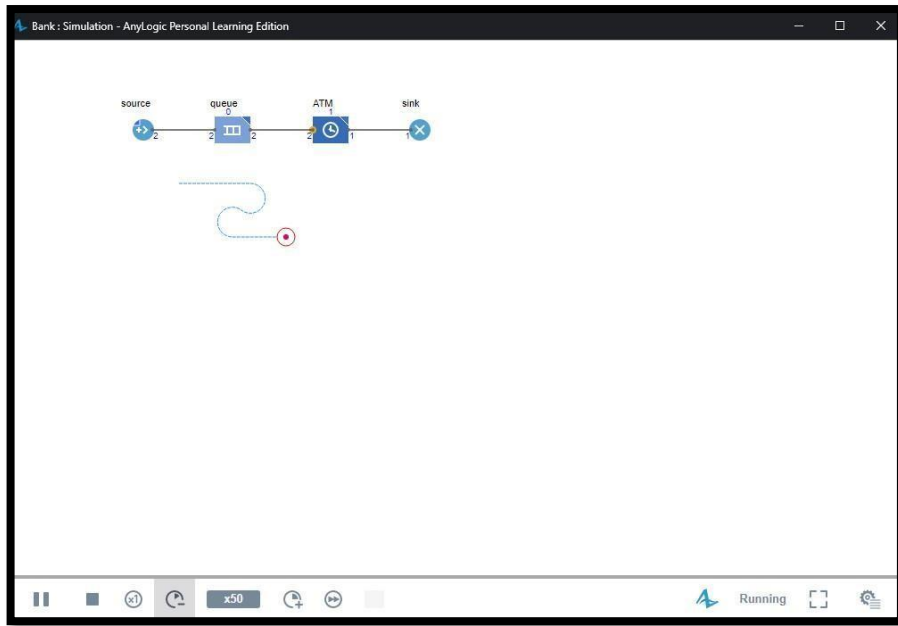 Bank : Simulation - AnyLogic Personal Learning Edition
source queue ATM sink
0 1
2 2 2 2 1 1
x1 x50 Running